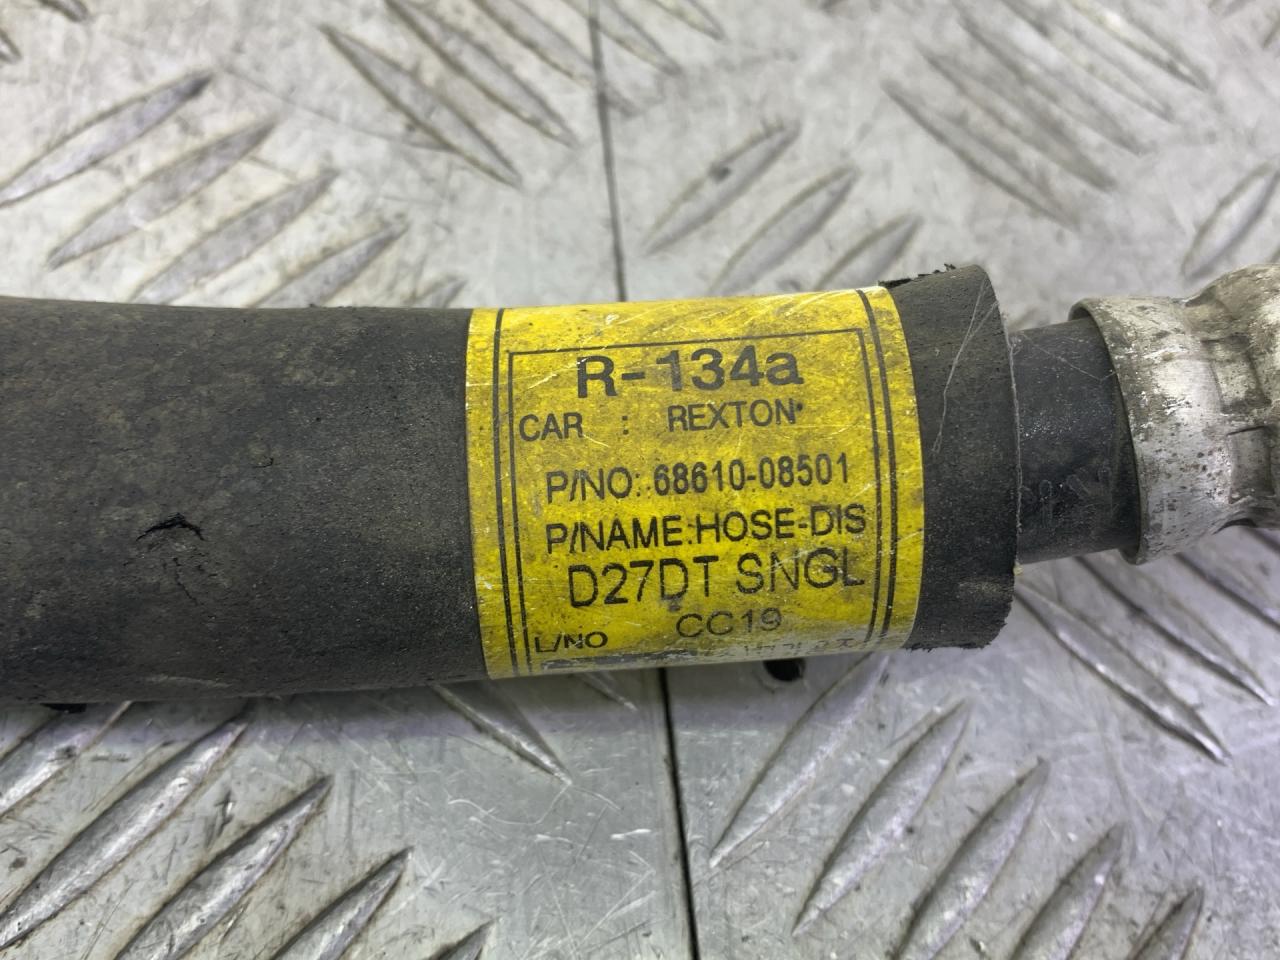 R-134a
CAR : REXTON
P/NO: 68610-08501
P/NAME:HOSE-DIS
D27DT SNGL
CC19
L/NO